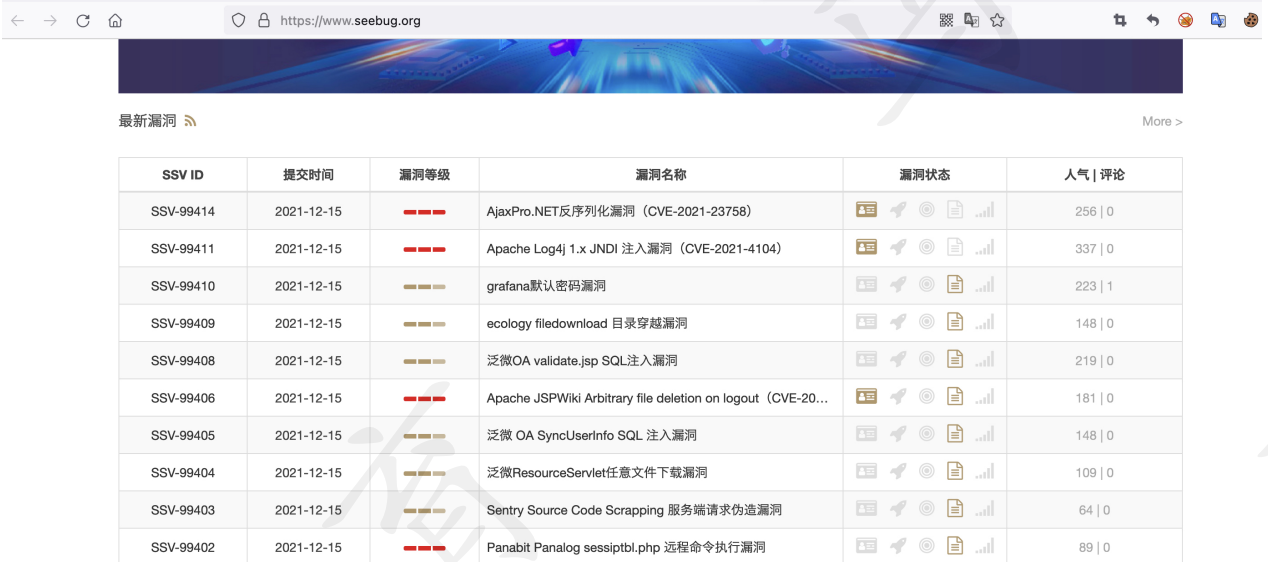 https://www.seebug.org
最新漏洞 More >
SSV ID 提交时间 漏洞等级 漏洞名称 漏洞状态 人气 | 评论
SSV-99414 2021-12-15 AjaxPro.NET反序列化漏洞（CVE-2021-23758） 256 | 0
SSV-99411 2021-12-15 Apache Log4j 1.x JNDI 注入漏洞（CVE-2021-4104） 337 | 0
SSV-99410 2021-12-15 grafana默认密码漏洞 223 | 1
SSV-99409 2021-12-15 ecology filedownload 目录穿越漏洞 148 | 0
SSV-99408 2021-12-15 泛微OA validate.jsp SQL注入漏洞 219 | 0
SSV-99406 2021-12-15 Apache JSPWiki Arbitrary file deletion on logout（CVE-20… 181 | 0
SSV-99405 2021-12-15 泛微 OA SyncUserInfo SQL 注入漏洞 148 | 0
SSV-99404 2021-12-15 泛微ResourceServlet任意文件下载漏洞 109 | 0
SSV-99403 2021-12-15 Sentry Source Code Scrapping 服务端请求伪造漏洞 64 | 0
SSV-99402 2021-12-15 Panabit Panalog sessiptbl.php 远程命令执行漏洞 89 | 0